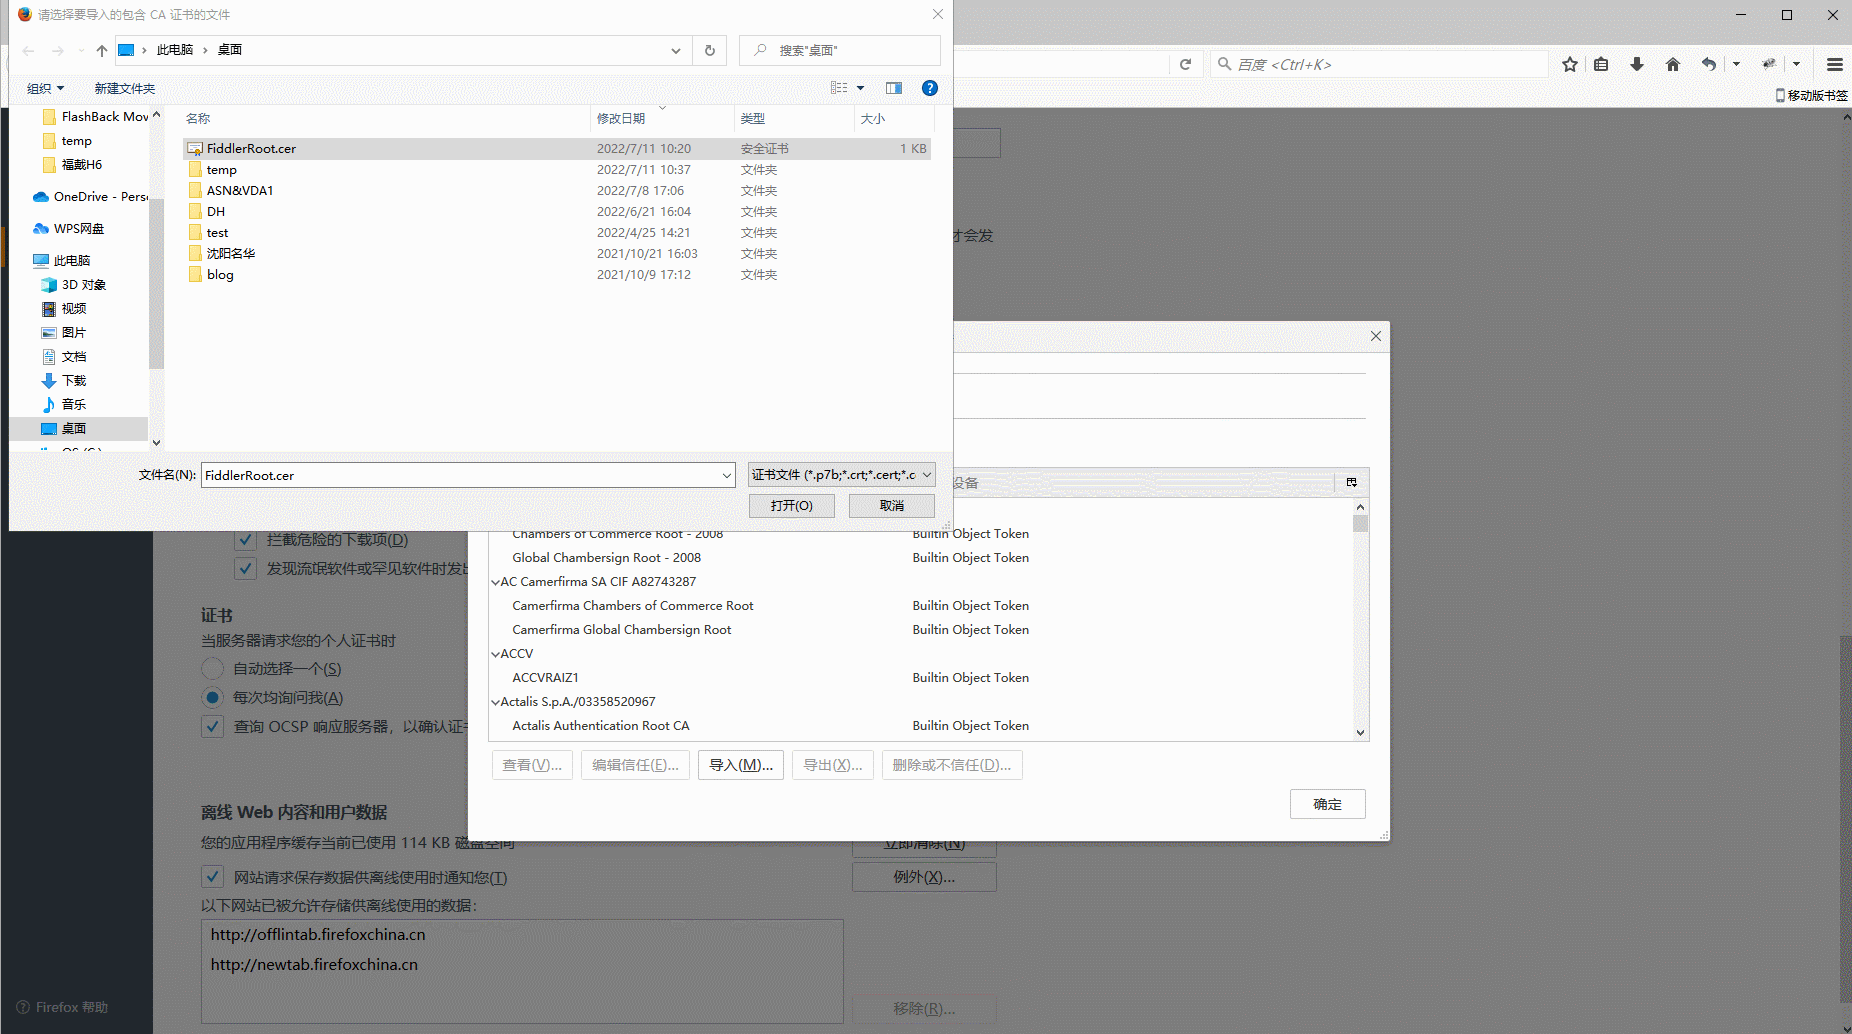 请选择要导入的包含 CA 证书的文件
此电脑 › 桌面
搜索"桌面"
组织
新建文件夹
百度 <Ctrl+K>
移动版书签
FlashBack Mov
temp
福戴H6
OneDrive - Perso
WPS网盘
此电脑
3D 对象
视频
图片
文档
下载
音乐
桌面
名称 修改日期 类型 大小
FiddlerRoot.cer 2022/7/11 10:20 安全证书 1 KB
temp 2022/7/11 10:37 文件夹
ASN&VDA1 2022/7/8 17:06 文件夹
DH 2022/6/21 16:04 文件夹
test 2022/4/25 14:21 文件夹
沈阳名华 2021/10/21 16:03 文件夹
blog 2021/10/9 17:12 文件夹
文件名(N): FiddlerRoot.cer
证书文件 (*.p7b;*.crt;*.cert;*.c
打开(O) 取消
才会发
设备
Chambers of Commerce Root - 2008 Builtin Object Token
Global Chambersign Root - 2008 Builtin Object Token
AC Camerfirma SA CIF A82743287
Camerfirma Chambers of Commerce Root Builtin Object Token
Camerfirma Global Chambersign Root Builtin Object Token
ACCV
ACCVRAIZ1 Builtin Object Token
Actalis S.p.A./03358520967
Actalis Authentication Root CA Builtin Object Token
查看(V)... 编辑信任(E)... 导入(M)... 导出(X)... 删除或不信任(D)...
确定
拦截危险的下载项(D)
发现流氓软件或罕见软件时发出
证书
当服务器请求您的个人证书时
自动选择一个(S)
每次均询问我(A)
查询 OCSP 响应服务器，以确认证书
离线 Web 内容和用户数据
您的应用程序缓存当前已使用 114 KB 磁盘空间
立即清除(N)
网站请求保存数据供离线使用时通知您(T)
例外(X)...
以下网站已被允许存储供离线使用的数据：
http://offlintab.firefoxchina.cn
http://newtab.firefoxchina.cn
移除(R)...
Firefox 帮助